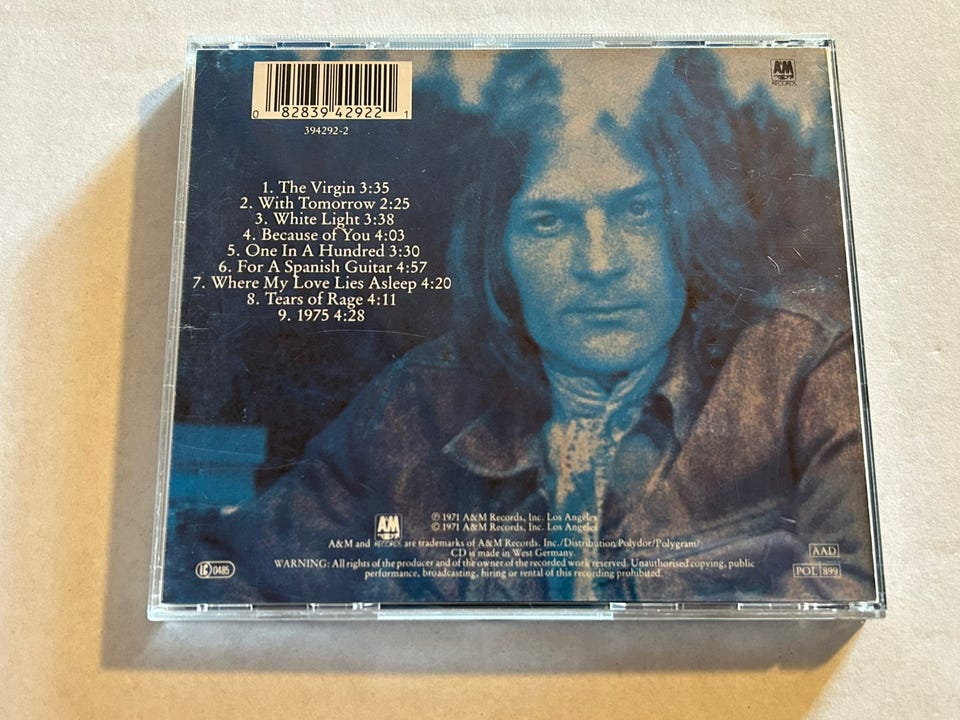 A&M
RECORDS
0 82839 42922 1
394292-2
1. The Virgin 3:35
2. With Tomorrow 2:25
3. White Light 3:38
4. Because of You 4:03
5. One In A Hundred 3:30
6. For A Spanish Guitar 4:57
7. Where My Love Lies Asleep 4:20
8. Tears of Rage 4:11
9. 1975 4:28
℗ 1971 A&M Records, Inc. Los Angeles
© 1971 A&M Records, Inc. Los Angeles
A&M and A&M RECORDS are trademarks of A&M Records. Inc./Distribution Polydor/Polygram/
CD is made in West Germany.
WARNING: All rights of the producer and of the owner of the recorded work reserved. Unauthorised copying, public
performance, broadcasting, hiring or rental of this recording prohibited.
LC 0485
AAD
POL 899